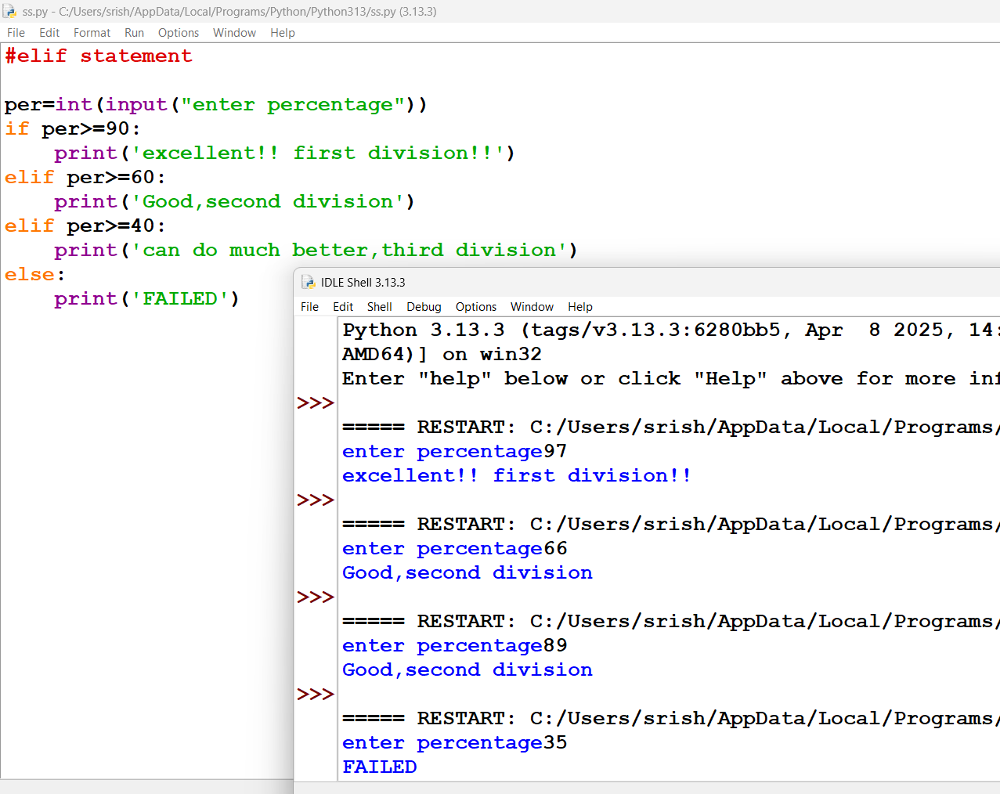 ss.py - C:/Users/srish/AppData/Local/Programs/Python/Python313/ss.py (3.13.3)
File Edit Format Run Options Window Help
#elif statement
per=int(input("enter percentage"))
if per>=90:
    print('excellent!! first division!!')
elif per>=60:
    print('Good,second division')
elif per>=40:
    print('can do much better,third division')
else:
    print('FAILED')
IDLE Shell 3.13.3
File Edit Shell Debug Options Window Help
Python 3.13.3 (tags/v3.13.3:6280bb5, Apr  8 2025, 14:
AMD64)] on win32
Enter "help" below or click "Help" above for more inf
>>>
===== RESTART: C:/Users/srish/AppData/Local/Programs/
enter percentage97
excellent!! first division!!
>>>
===== RESTART: C:/Users/srish/AppData/Local/Programs/
enter percentage66
Good,second division
>>>
===== RESTART: C:/Users/srish/AppData/Local/Programs/
enter percentage89
Good,second division
>>>
===== RESTART: C:/Users/srish/AppData/Local/Programs/
enter percentage35
FAILED